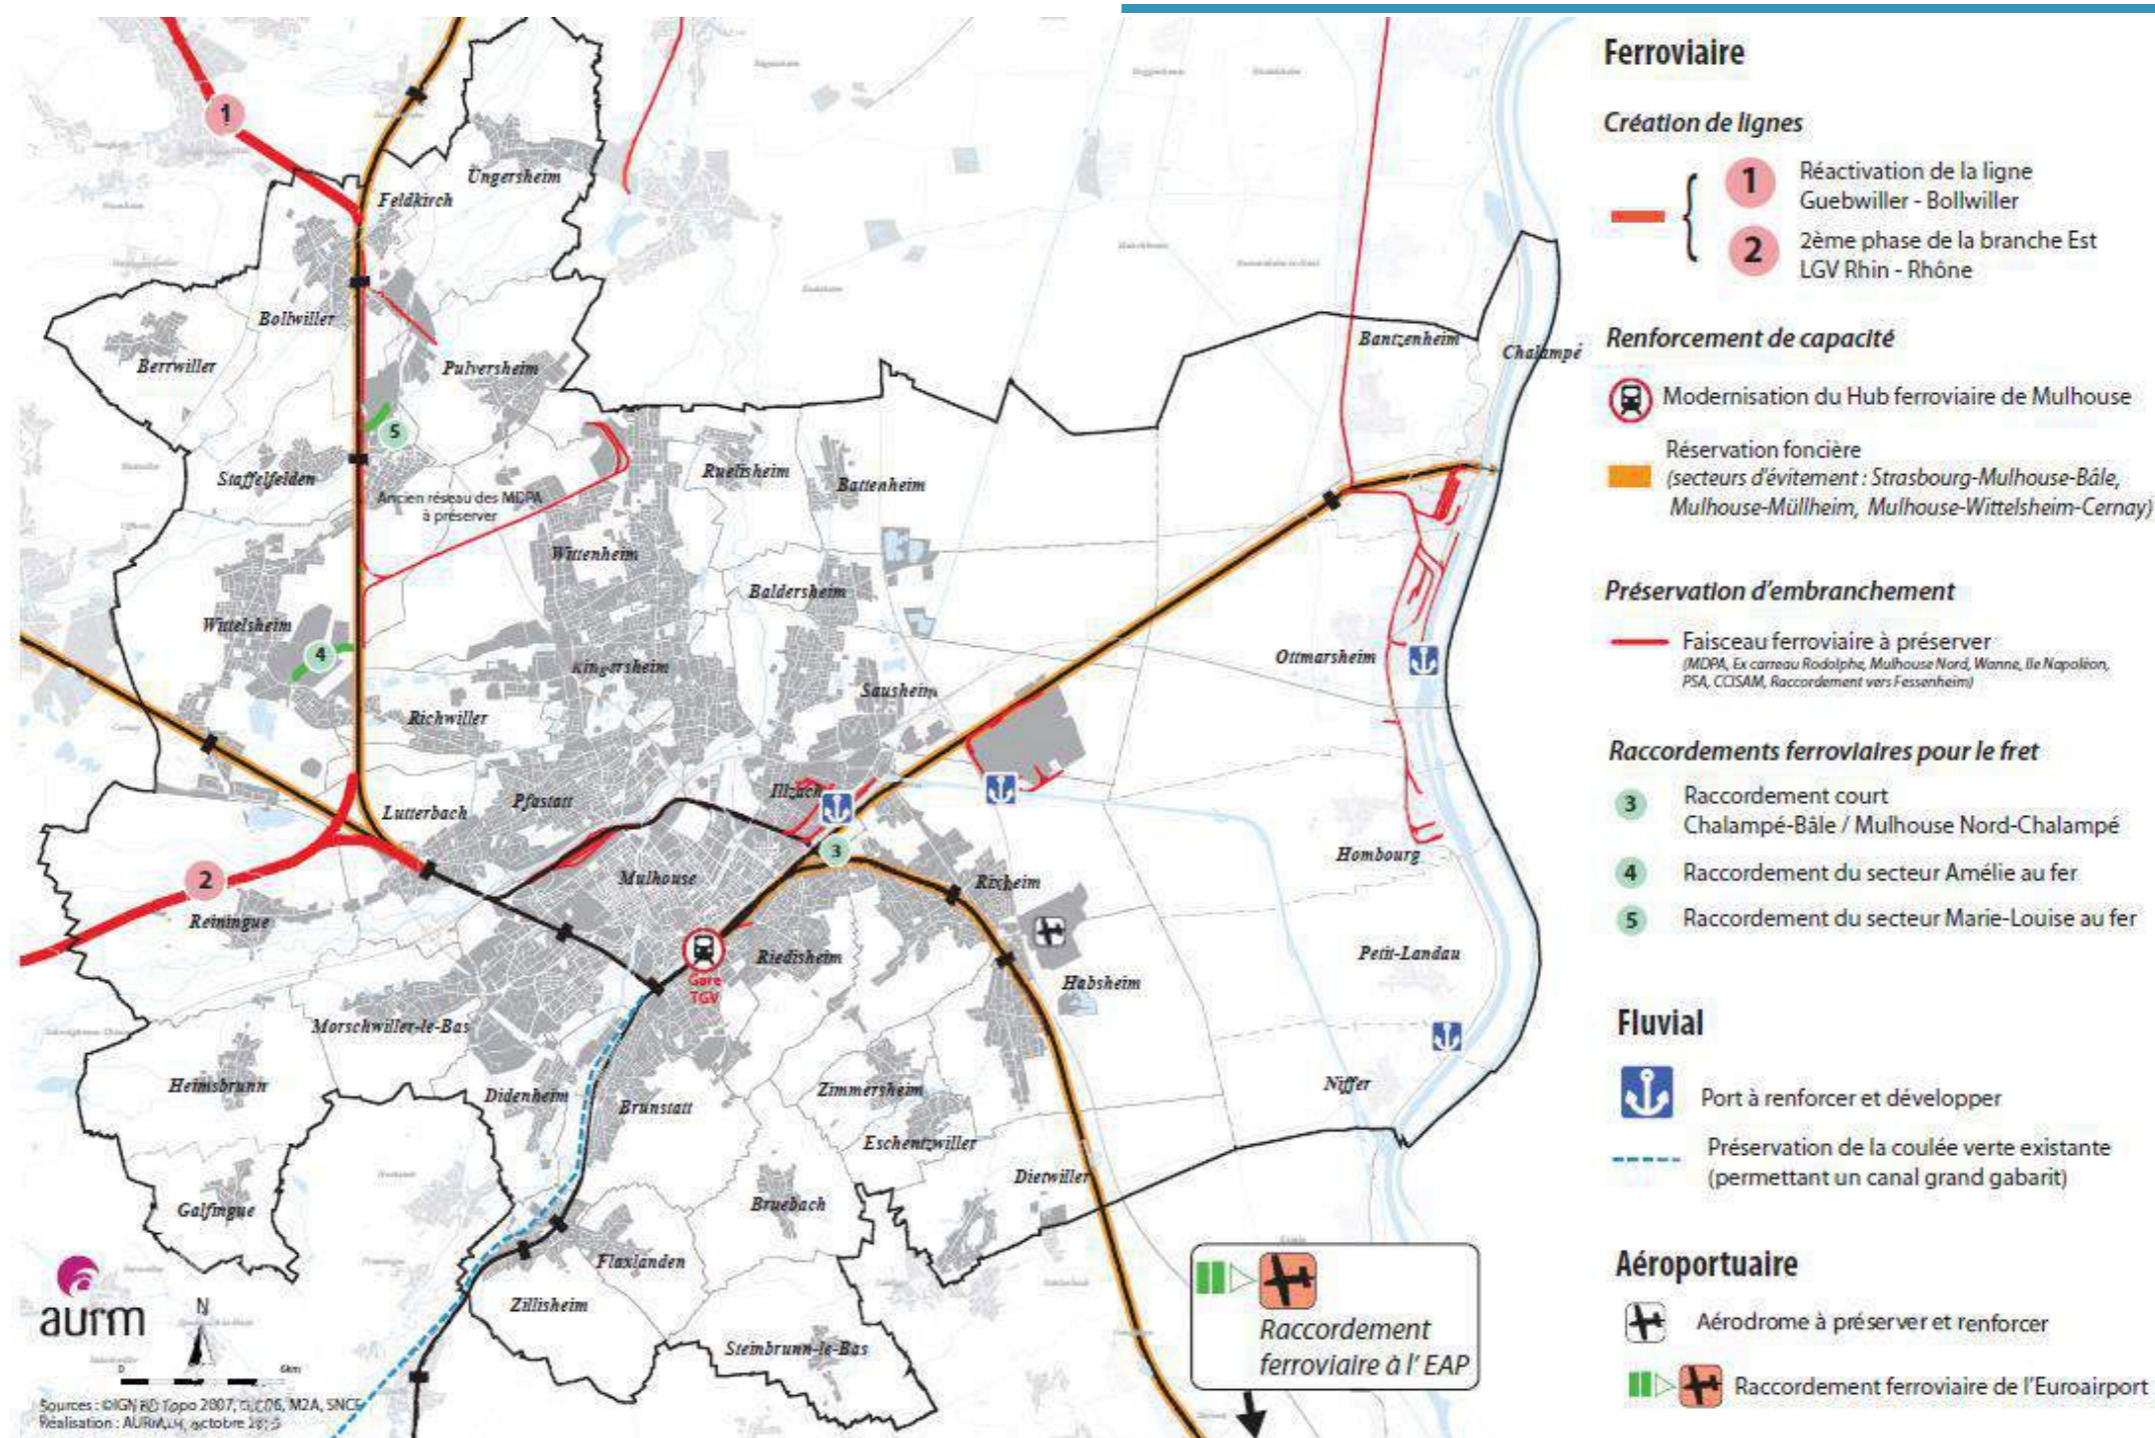 1
Ungersheim
Feldkirch
Bollwiller
Berrwiller
Pulversheim
Bantzenheim
Chalampé
5
Staffelfelden
Ruelisheim
Battenheim
Ancien réseau des MDPA
à préserver
Wittenheim
Baldersheim
Wittelsheim
4
Kingersheim
Ottmarsheim
Sausheim
Richwiller
Illzach
Pfastatt
Lutterbach
3
Hombourg
2
Mulhouse
Rixheim
Reiningue
Riedisheim
Petit-Landau
Gare
TGV
Habsheim
Morschwiller-le-Bas
Heimsbrunn
Didenheim
Brunstatt
Zimmersheim
Niffer
Eschentzwiller
Dietwiller
Galfingue
Bruebach
Flaxlanden
Zillisheim
Steinbrunn-le-Bas
Raccordement
ferroviaire à l' EAP
aurm
N
0 6km
Sources : ©IGN BD Topo 2007, M2A, SNCF
Réalisation : octobre
Ferroviaire
Création de lignes
1 Réactivation de la ligne
Guebwiller - Bollwiller
2 2ème phase de la branche Est
LGV Rhin - Rhône
Renforcement de capacité
Modernisation du Hub ferroviaire de Mulhouse
Réservation foncière
(secteurs d'évitement : Strasbourg-Mulhouse-Bâle,
Mulhouse-Müllheim, Mulhouse-Wittelsheim-Cernay)
Préservation d'embranchement
Faisceau ferroviaire à préserver
(MDPA, Ex carreau Rodolphe, Mulhouse Nord, Wanne, Ile Napoléon,
PSA, CCISAM, Raccordement vers Fessenheim)
Raccordements ferroviaires pour le fret
3 Raccordement court
Chalampé-Bâle / Mulhouse Nord-Chalampé
4 Raccordement du secteur Amélie au fer
5 Raccordement du secteur Marie-Louise au fer
Fluvial
Port à renforcer et développer
Préservation de la coulée verte existante
(permettant un canal grand gabarit)
Aéroportuaire
Aérodrome à préserver et renforcer
Raccordement ferroviaire de l'Euroairport